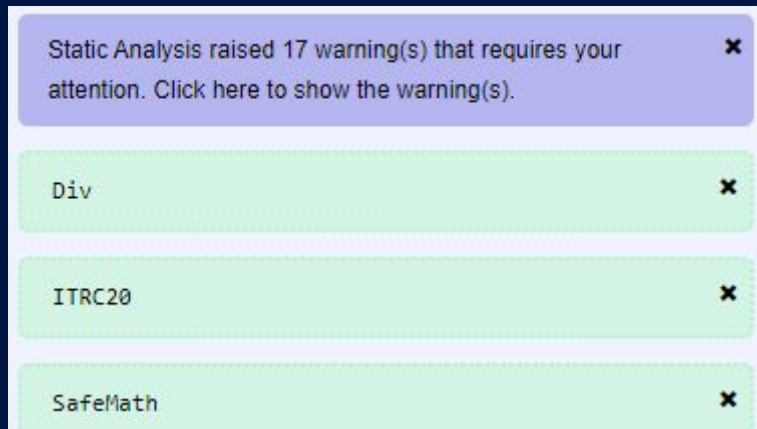 Static Analysis raised 17 warning(s) that requires your
attention. Click here to show the warning(s).
Div
ITRC20
SafeMath